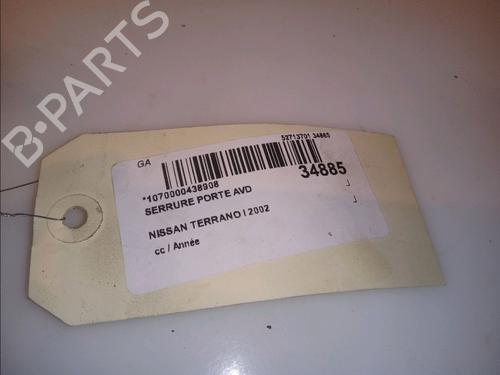 B-PARTS
GA
52713701 34885
34885
*1070000438908
SERRURE PORTE AVD
NISSAN TERRANO I 2002
cc / Année